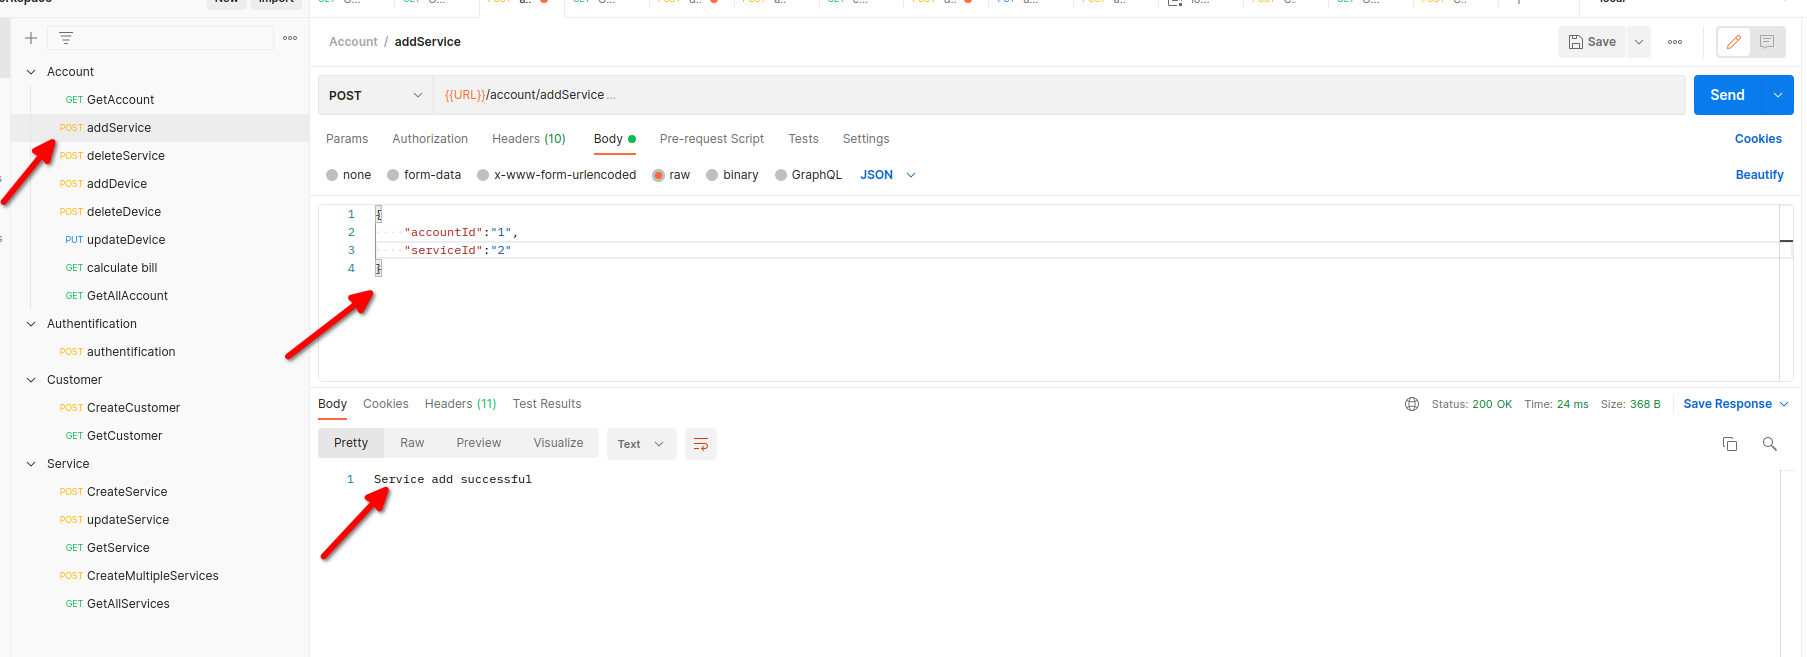 New Import
Account
GET GetAccount
POST addService
POST deleteService
POST addDevice
POST deleteDevice
PUT updateDevice
GET calculate bill
GET GetAllAccount
Authentification
POST authentification
Customer
POST CreateCustomer
GET GetCustomer
Service
POST CreateService
POST updateService
GET GetService
POST CreateMultipleServices
GET GetAllServices
Account / addService
Save
POST
{{URL}}/account/addService ...
Send
Params Authorization Headers (10) Body Pre-request Script Tests Settings
Cookies
none form-data x-www-form-urlencoded raw binary GraphQL JSON
Beautify
1 {
2 "accountId":"1",
3 "serviceId":"2"
4 }
Body Cookies Headers (11) Test Results
Status: 200 OK Time: 24 ms Size: 368 B Save Response
Pretty Raw Preview Visualize Text
1 Service add successful